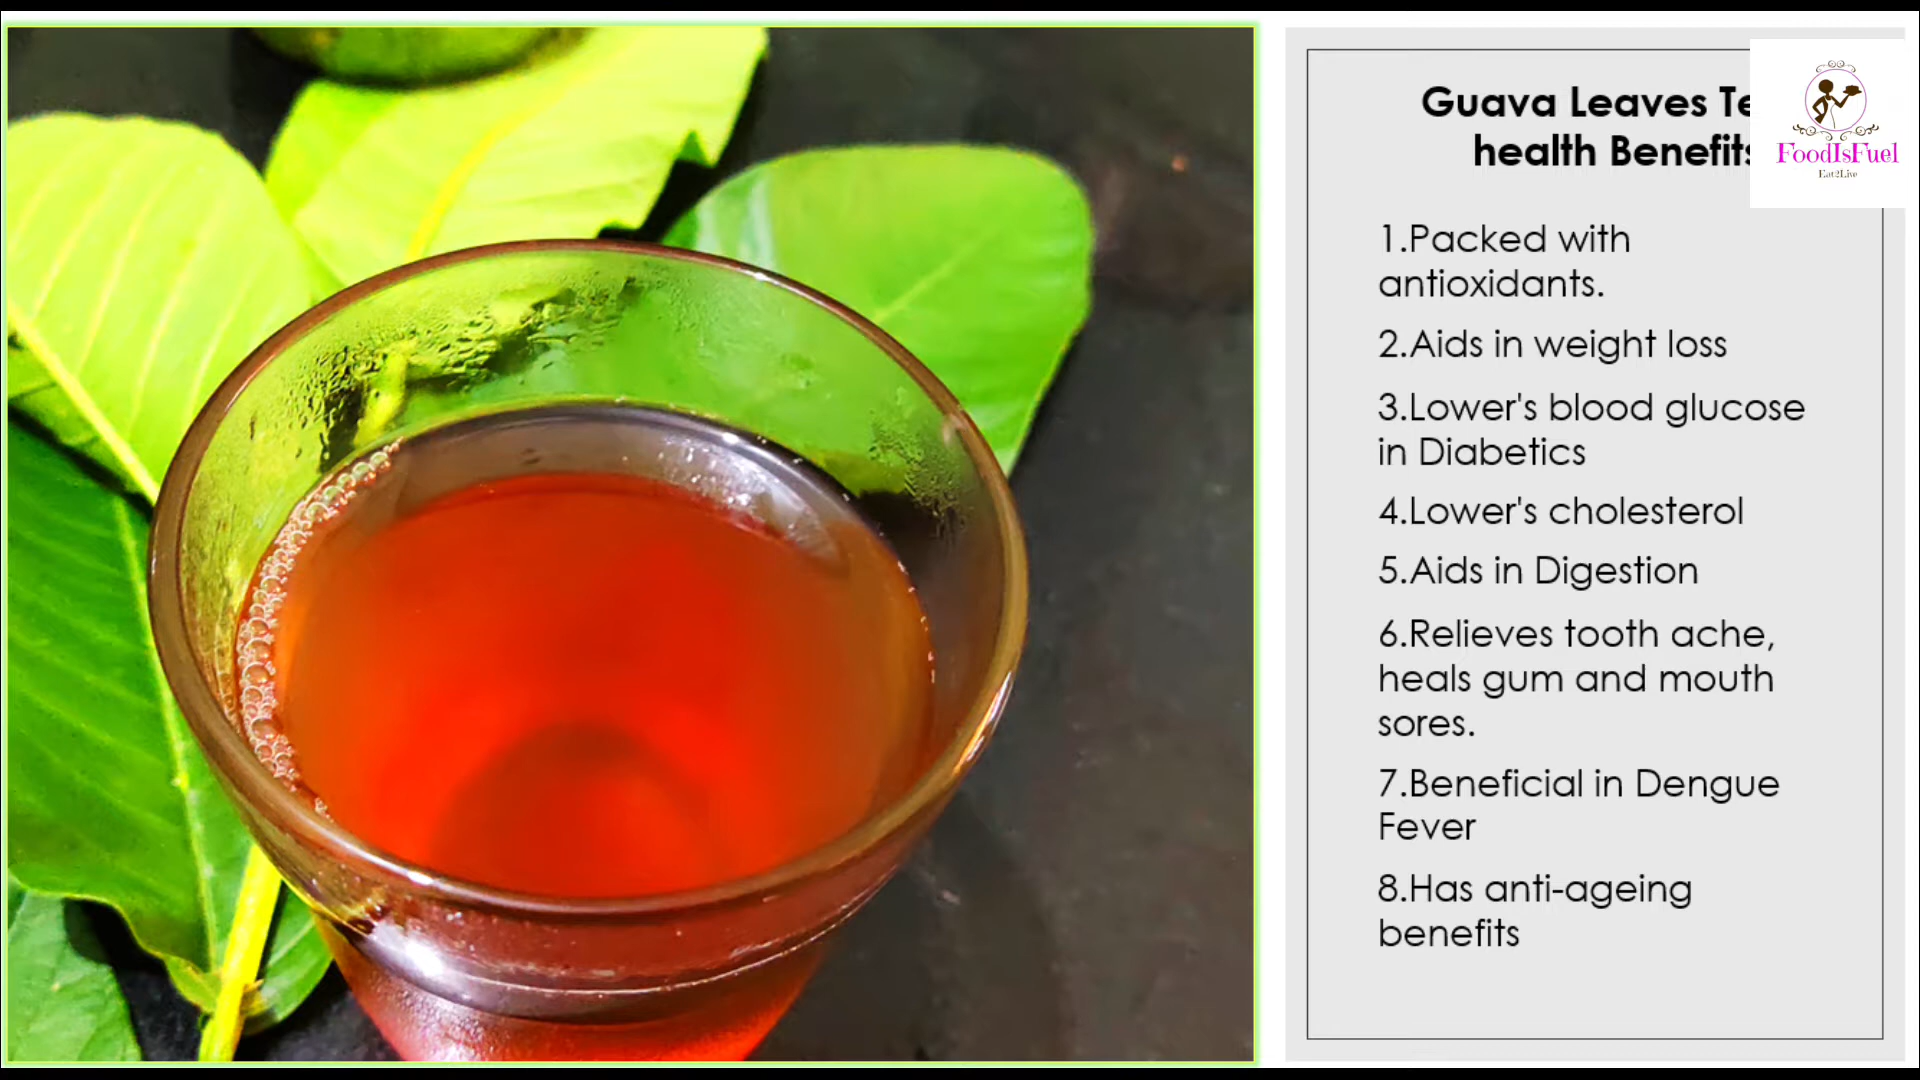 Guava Leaves Te
health Benefits
FoodIsFuel
Eat2Live
1.Packed with
antioxidants.
2.Aids in weight loss
3.Lower's blood glucose
in Diabetics
4.Lower's cholesterol
5.Aids in Digestion
6.Relieves tooth ache,
heals gum and mouth
sores.
7.Beneficial in Dengue
Fever
8.Has anti-ageing
benefits